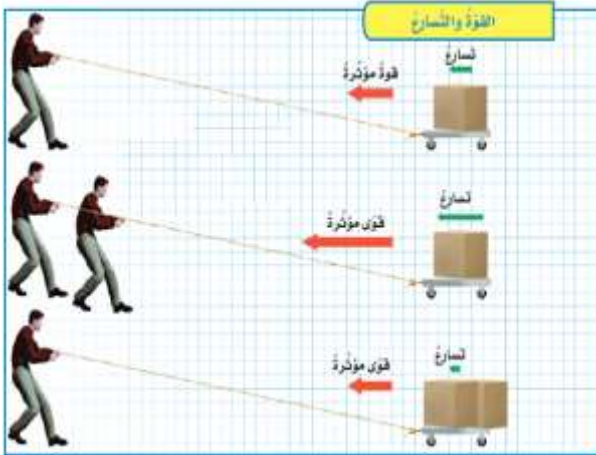 القوة والتسارع
تسارع
قوة مؤثرة
تسارع
قوى مؤثرة
تسارع
قوى مؤثرة